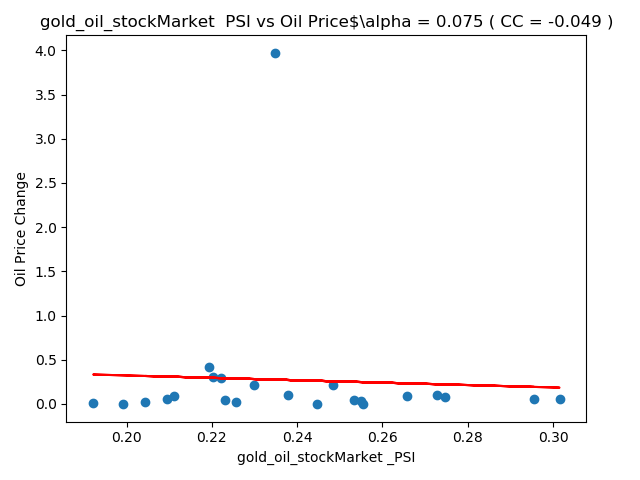 gold_oil_stockMarket  PSI vs Oil Price$\alpha = 0.075 ( CC = -0.049 )
4.0
3.5
3.0
2.5
2.0
1.5
1.0
0.5
0.0
Oil Price Change
0.20 0.22 0.24 0.26 0.28 0.30
gold_oil_stockMarket _PSI